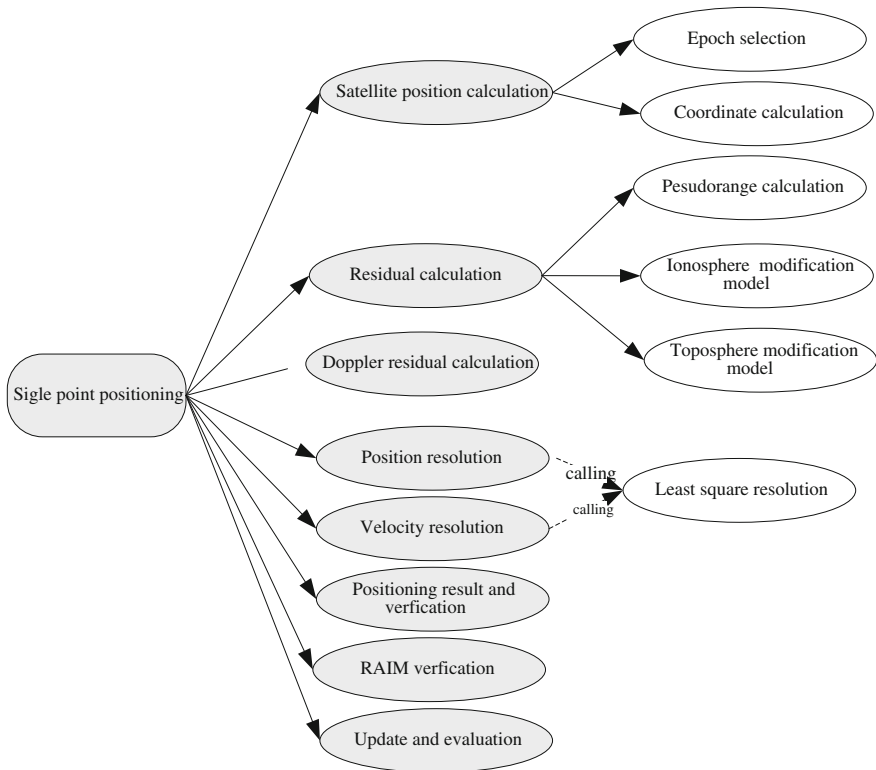 Sigle point positioning
Satellite position calculation
Epoch selection
Coordinate calculation
Residual calculation
Pesudorange calculation
Ionosphere modification
model
Toposphere modification
model
Doppler residual calculation
Position resolution
calling
Velocity resolution
calling
Least square resolution
Positioning result and
verfication
RAIM verfication
Update and evaluation